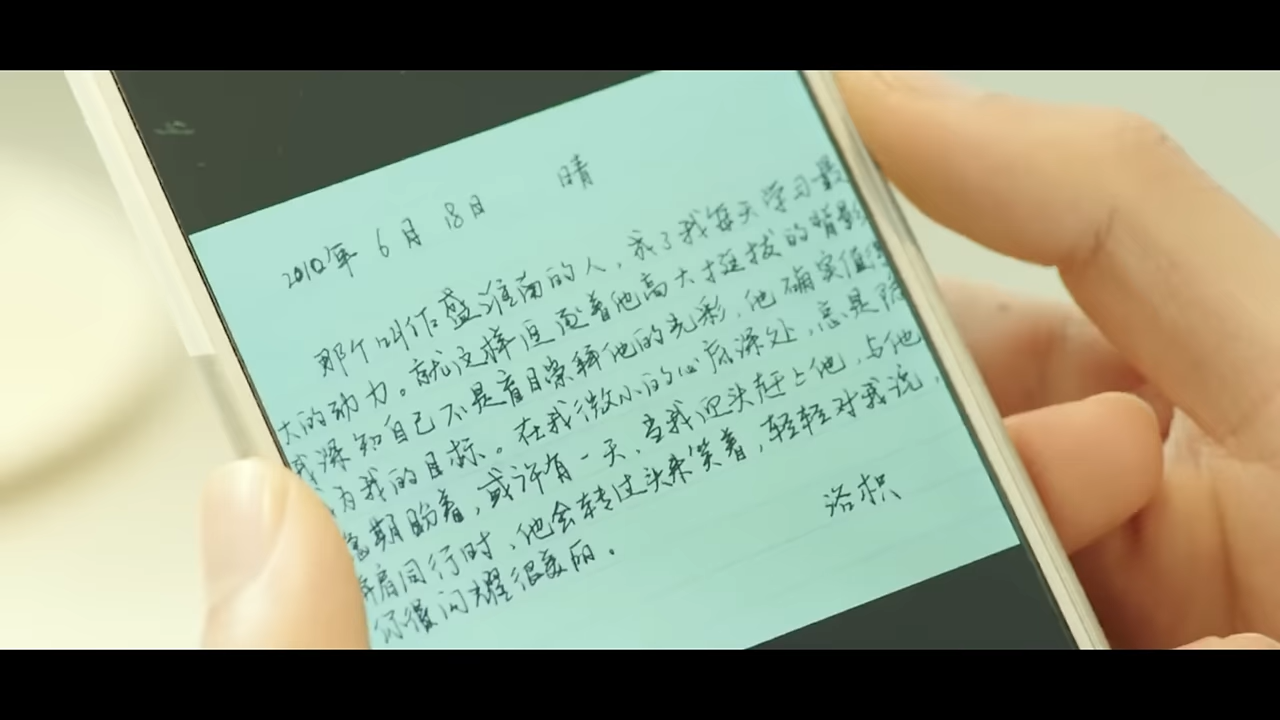 2010年 6月 18日 晴
那个叫作盛淮南的人，成了我每天学习最
大的动力。就这样追逐着他高大挺拔的背影
我深知自己不是盲目崇拜他的光彩，他确实值得
为我的目标。在我微小的心底深处，总是隐
期盼着，或许有一天，当我迎头赶上他，与他
肩同行时，他会转过头来笑着，轻轻对我说，
你很闪耀很美丽。
洛枳